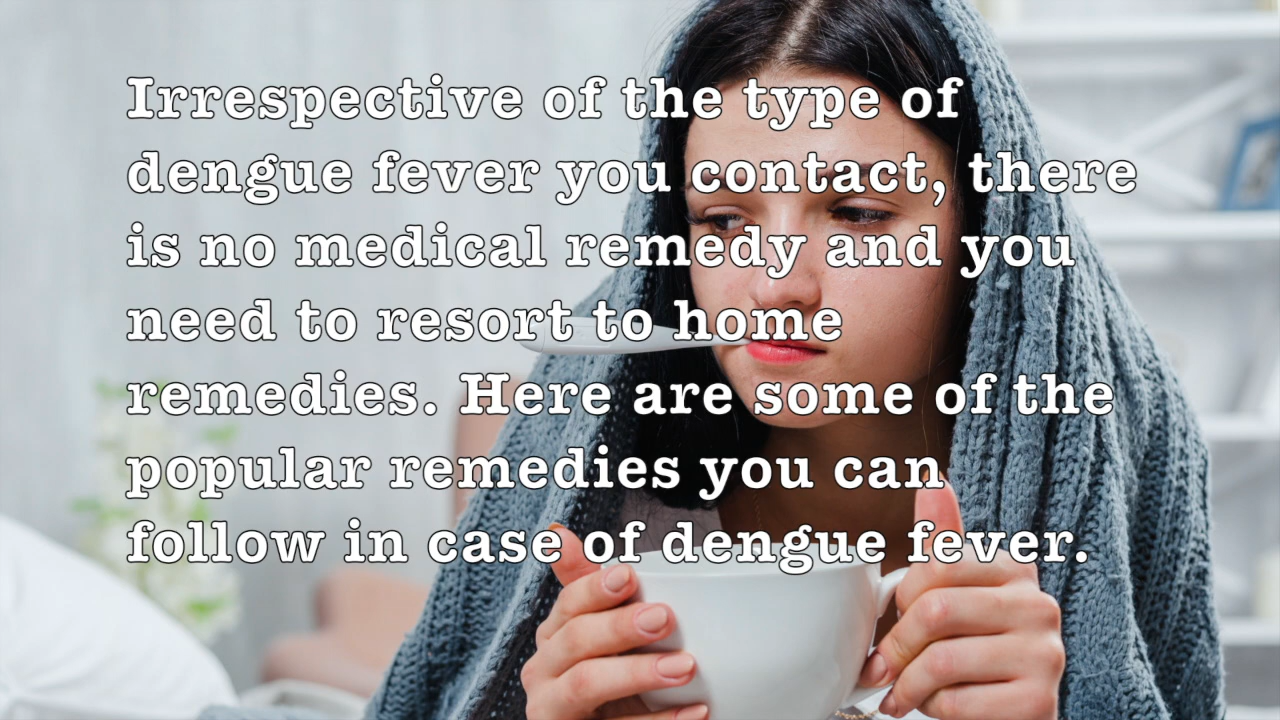 Irrespective of the type of
dengue fever you contact, there
is no medical remedy and you
need to resort to home
remedies. Here are some of the
popular remedies you can
follow in case of dengue fever.